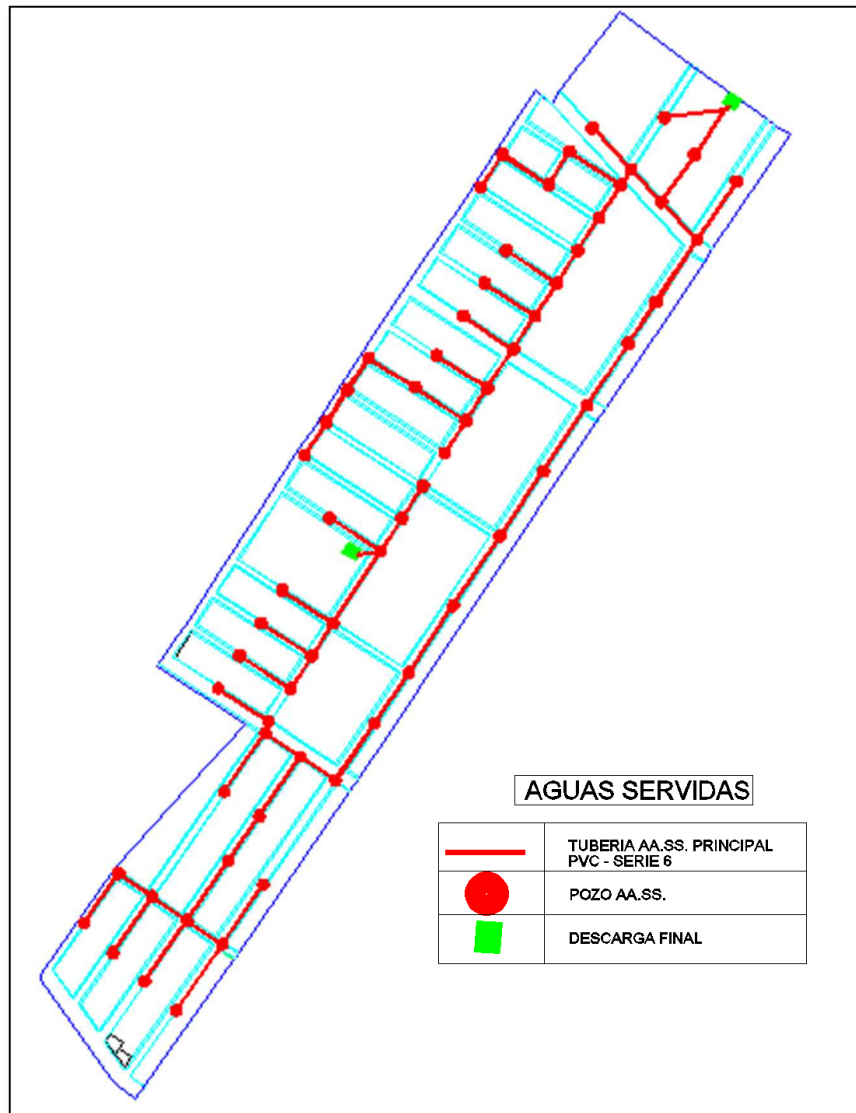 AGUAS SERVIDAS
TUBERIA AA.SS. PRINCIPAL
PVC - SERIE 6
POZO AA.SS.
DESCARGA FINAL